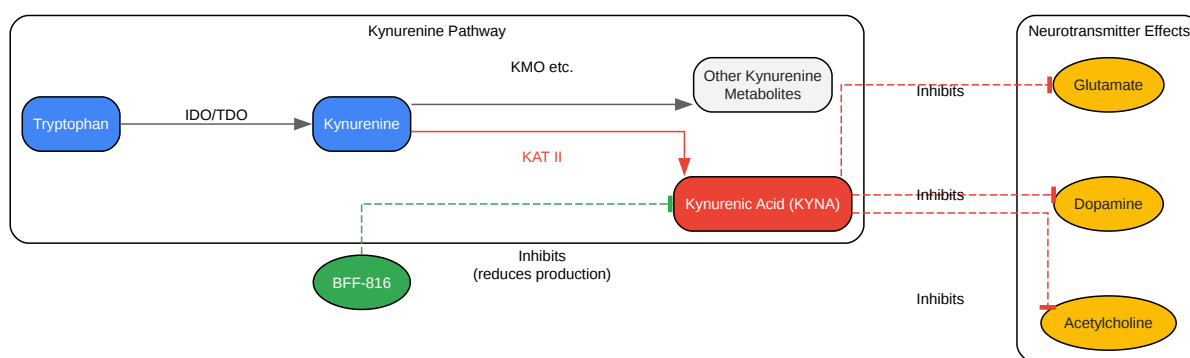 Kynurenine Pathway
Neurotransmitter Effects
KMO etc.
Other Kynurenine
Metabolites
Inhibits
Glutamate
Tryptophan
IDO/TDO
Kynurenine
KAT II
Kynurenic Acid (KYNA)
Inhibits
Dopamine
Inhibits
(reduces production)
BFF-816
Inhibits
Acetylcholine